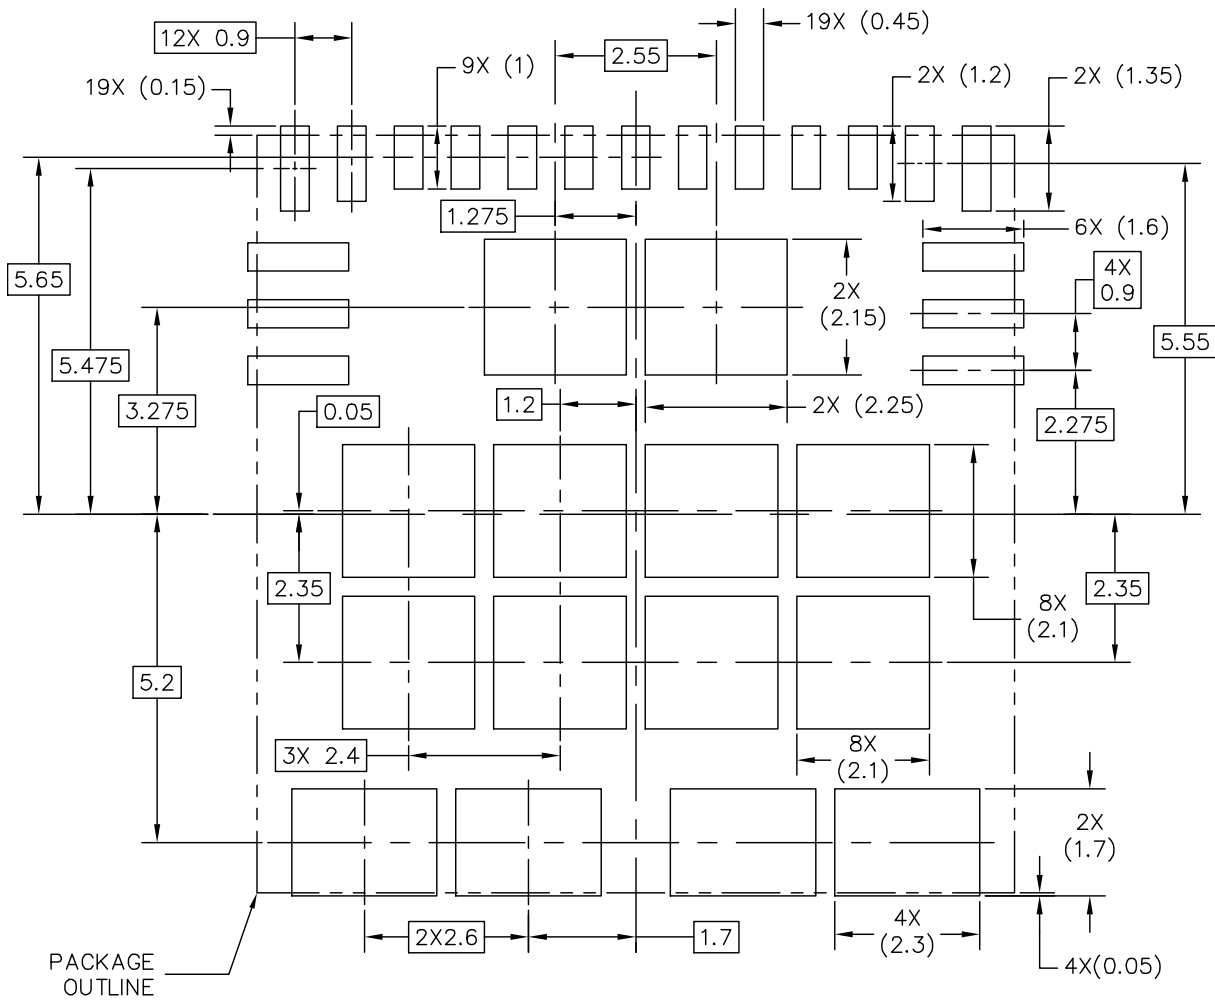 12X 0.9
19X (0.45)
2.55
9X (1)
2X (1.2)
2X (1.35)
19X (0.15)
1.275
6X (1.6)
5.65
4X
0.9
2X
(2.15)
5.55
5.475
3.275
0.05
1.2
2X (2.25)
2.275
2.35
2.35
8X
(2.1)
5.2
3X 2.4
8X
(2.1)
2X
(1.7)
2X2.6
1.7
4X
(2.3)
PACKAGE
OUTLINE
4X(0.05)